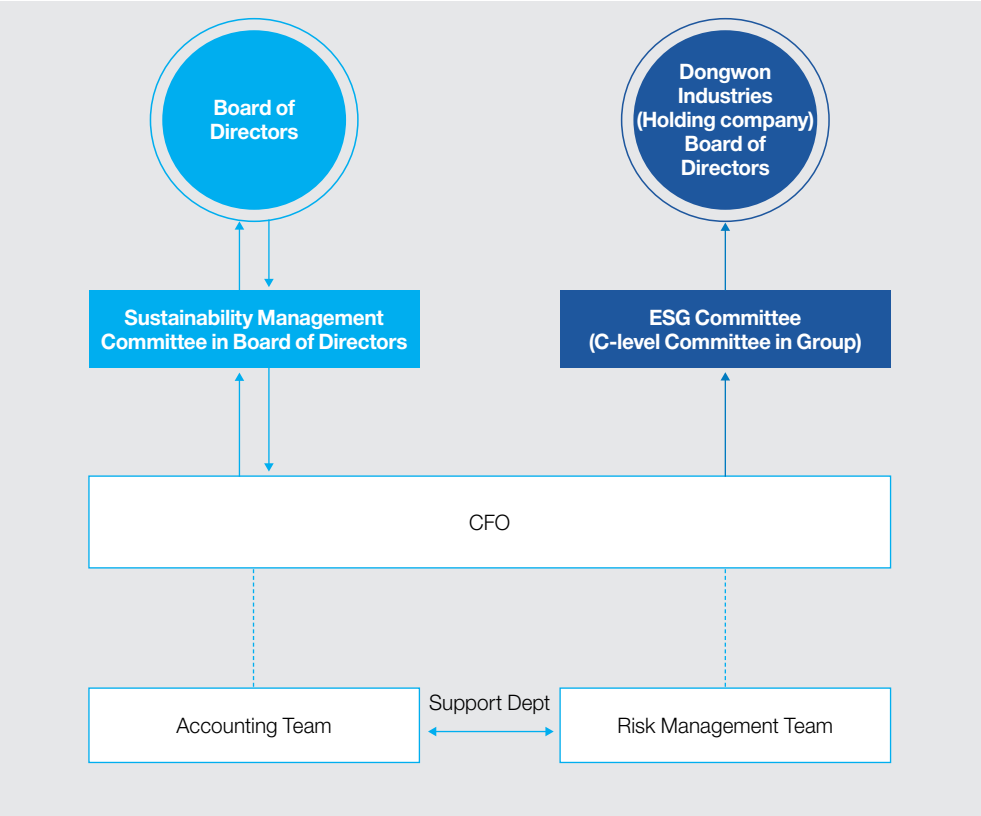 Board of
Directors
Dongwon
Industries
(Holding company)
Board of
Directors
Sustainability Management
Committee in Board of Directors
ESG Committee
(C-level Committee in Group)
CFO
Accounting Team
Support Dept
Risk Management Team